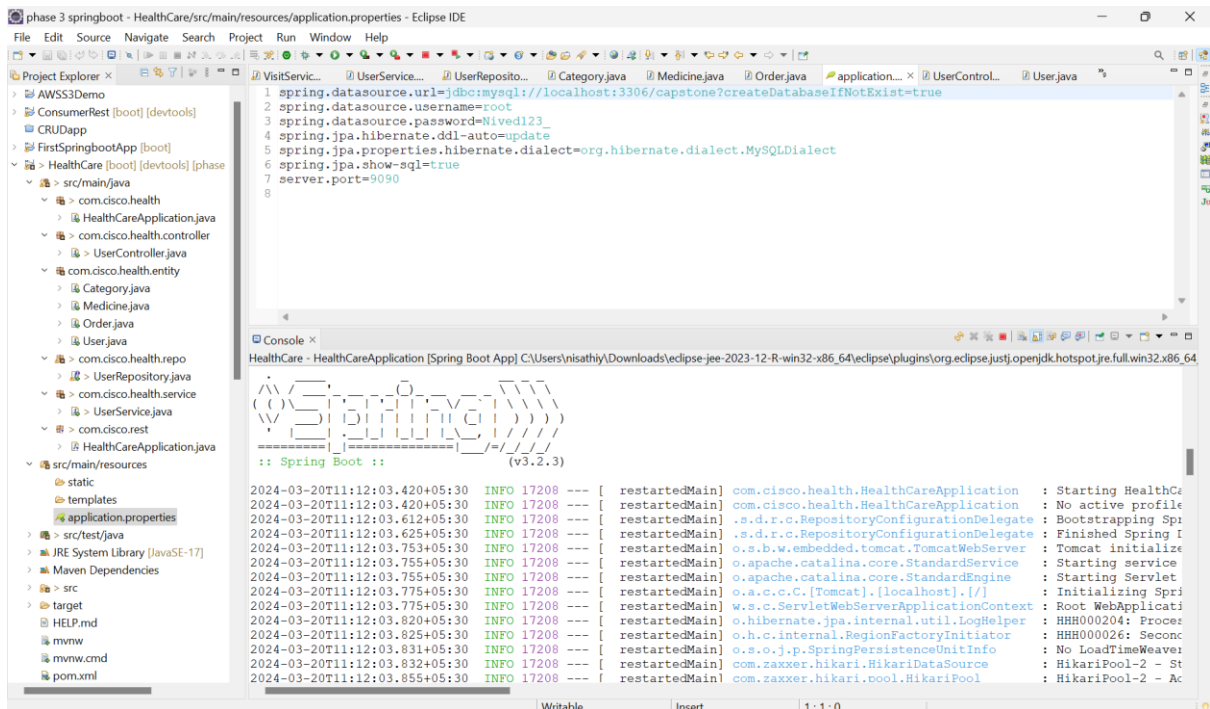 phase 3 springboot - HealthCare/src/main/resources/application.properties - Eclipse IDE
File Edit Source Navigate Search Project Run Window Help
Project Explorer ×
AWSS3Demo
ConsumerRest [boot] [devtools]
CRUDapp
FirstSpringbootApp [boot]
> HealthCare [boot] [devtools] [phase
> src/main/java
> com.cisco.health
> HealthCareApplication.java
> com.cisco.health.controller
> UserController.java
com.cisco.health.entity
Category.java
Medicine.java
Order.java
User.java
> com.cisco.health.repo
> UserRepository.java
> com.cisco.health.service
> UserService.java
> com.cisco.rest
HealthCareApplication.java
src/main/resources
static
templates
application.properties
> src/test/java
JRE System Library [JavaSE-17]
Maven Dependencies
> src
target
HELP.md
mvnw
mvnw.cmd
pom.xml
VisitServic... UserService.... UserReposito... Category.java Medicine.java Order.java application.... × UserControl... User.java
1 spring.datasource.url=jdbc:mysql://localhost:3306/capstone?createDatabaseIfNotExist=true
2 spring.datasource.username=root
3 spring.datasource.password=Nived123_
4 spring.jpa.hibernate.ddl-auto=update
5 spring.jpa.properties.hibernate.dialect=org.hibernate.dialect.MySQLDialect
6 spring.jpa.show-sql=true
7 server.port=9090
8
Console ×
HealthCare - HealthCareApplication [Spring Boot App] C:\Users\nisathiy\Downloads\eclipse-jee-2023-12-R-win32-x86_64\eclipse\plugins\org.eclipse.justj.openjdk.hotspot.jre.full.win32.x86_64
:: Spring Boot :: (v3.2.3)
2024-03-20T11:12:03.420+05:30 INFO 17208 --- [ restartedMain] com.cisco.health.HealthCareApplication : Starting HealthCa
2024-03-20T11:12:03.420+05:30 INFO 17208 --- [ restartedMain] com.cisco.health.HealthCareApplication : No active profile
2024-03-20T11:12:03.612+05:30 INFO 17208 --- [ restartedMain] .s.d.r.c.RepositoryConfigurationDelegate : Bootstrapping Spr
2024-03-20T11:12:03.625+05:30 INFO 17208 --- [ restartedMain] .s.d.r.c.RepositoryConfigurationDelegate : Finished Spring D
2024-03-20T11:12:03.753+05:30 INFO 17208 --- [ restartedMain] o.s.b.w.embedded.tomcat.TomcatWebServer : Tomcat initialize
2024-03-20T11:12:03.755+05:30 INFO 17208 --- [ restartedMain] o.apache.catalina.core.StandardService : Starting service
2024-03-20T11:12:03.755+05:30 INFO 17208 --- [ restartedMain] o.apache.catalina.core.StandardEngine : Starting Servlet
2024-03-20T11:12:03.775+05:30 INFO 17208 --- [ restartedMain] o.a.c.c.C.[Tomcat].[localhost].[/] : Initializing Spri
2024-03-20T11:12:03.775+05:30 INFO 17208 --- [ restartedMain] w.s.c.ServletWebServerApplicationContext : Root WebApplicati
2024-03-20T11:12:03.820+05:30 INFO 17208 --- [ restartedMain] o.hibernate.jpa.internal.util.LogHelper : HHH000204: Proces
2024-03-20T11:12:03.825+05:30 INFO 17208 --- [ restartedMain] o.h.c.internal.RegionFactoryInitiator : HHH000026: Second
2024-03-20T11:12:03.831+05:30 INFO 17208 --- [ restartedMain] o.s.o.j.p.SpringPersistenceUnitInfo : No LoadTimeWeaver
2024-03-20T11:12:03.832+05:30 INFO 17208 --- [ restartedMain] com.zaxxer.hikari.HikariDataSource : HikariPool-2 - St
2024-03-20T11:12:03.855+05:30 INFO 17208 --- [ restartedMain] com.zaxxer.hikari.pool.HikariPool : HikariPool-2 - Ad
Writable Insert 1 : 1 : 0